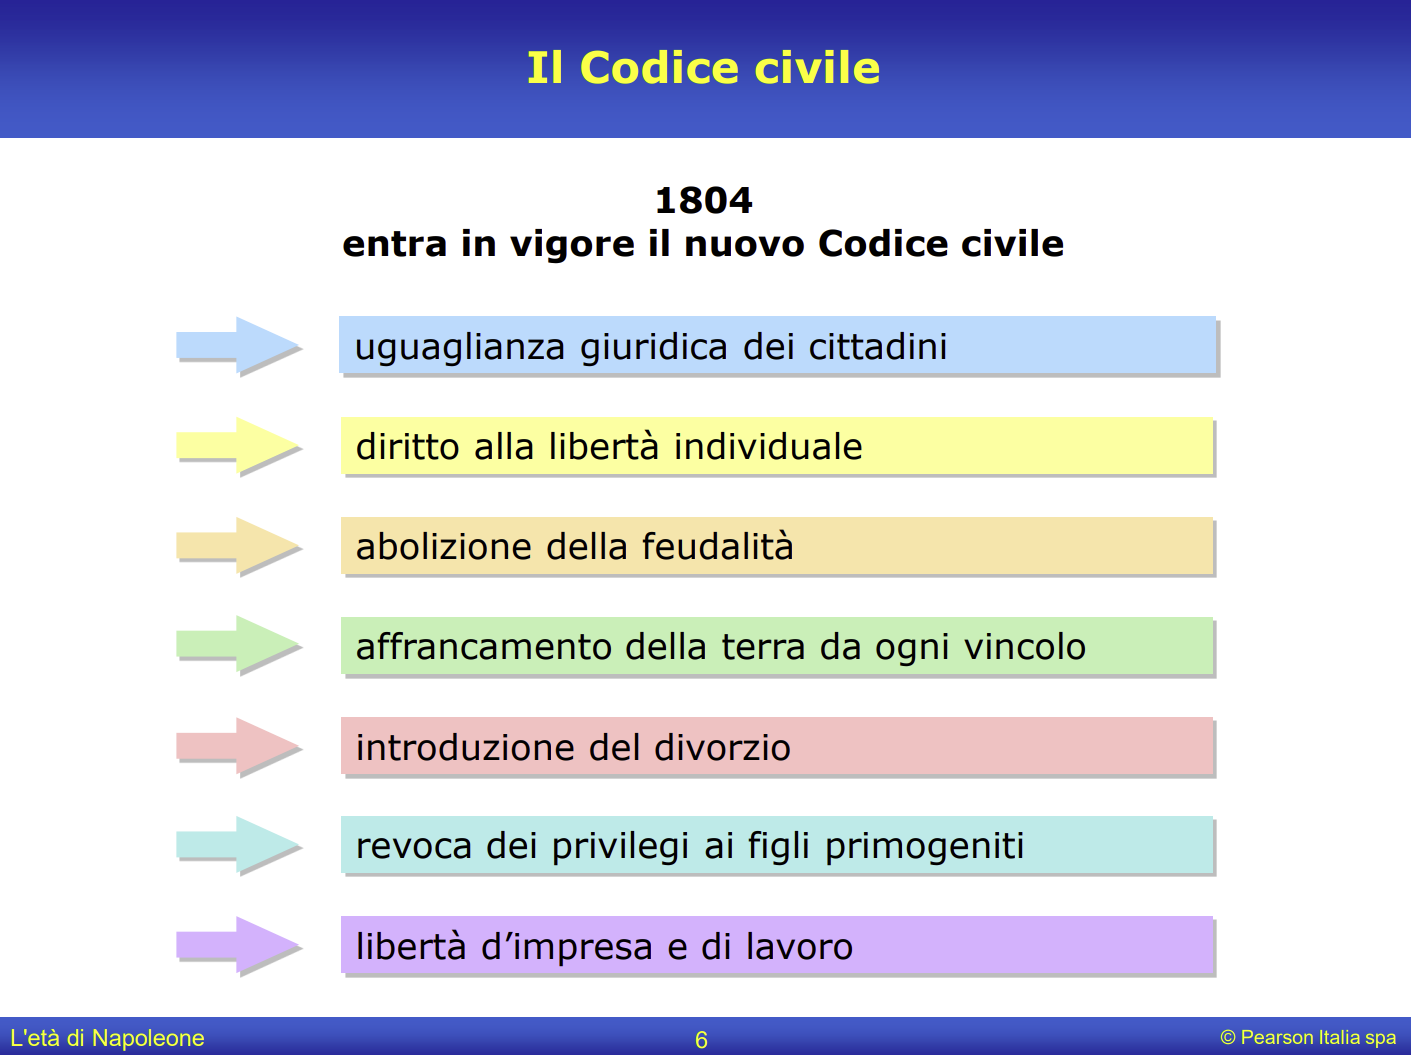 Il Codice civile
1804
entra in vigore il nuovo Codice civile
uguaglianza giuridica dei cittadini
diritto alla libertà individuale
abolizione della feudalità
affrancamento della terra da ogni vincolo
introduzione del divorzio
revoca dei privilegi ai figli primogeniti
libertà d’impresa e di lavoro
L'età di Napoleone
6
© Pearson Italia spa